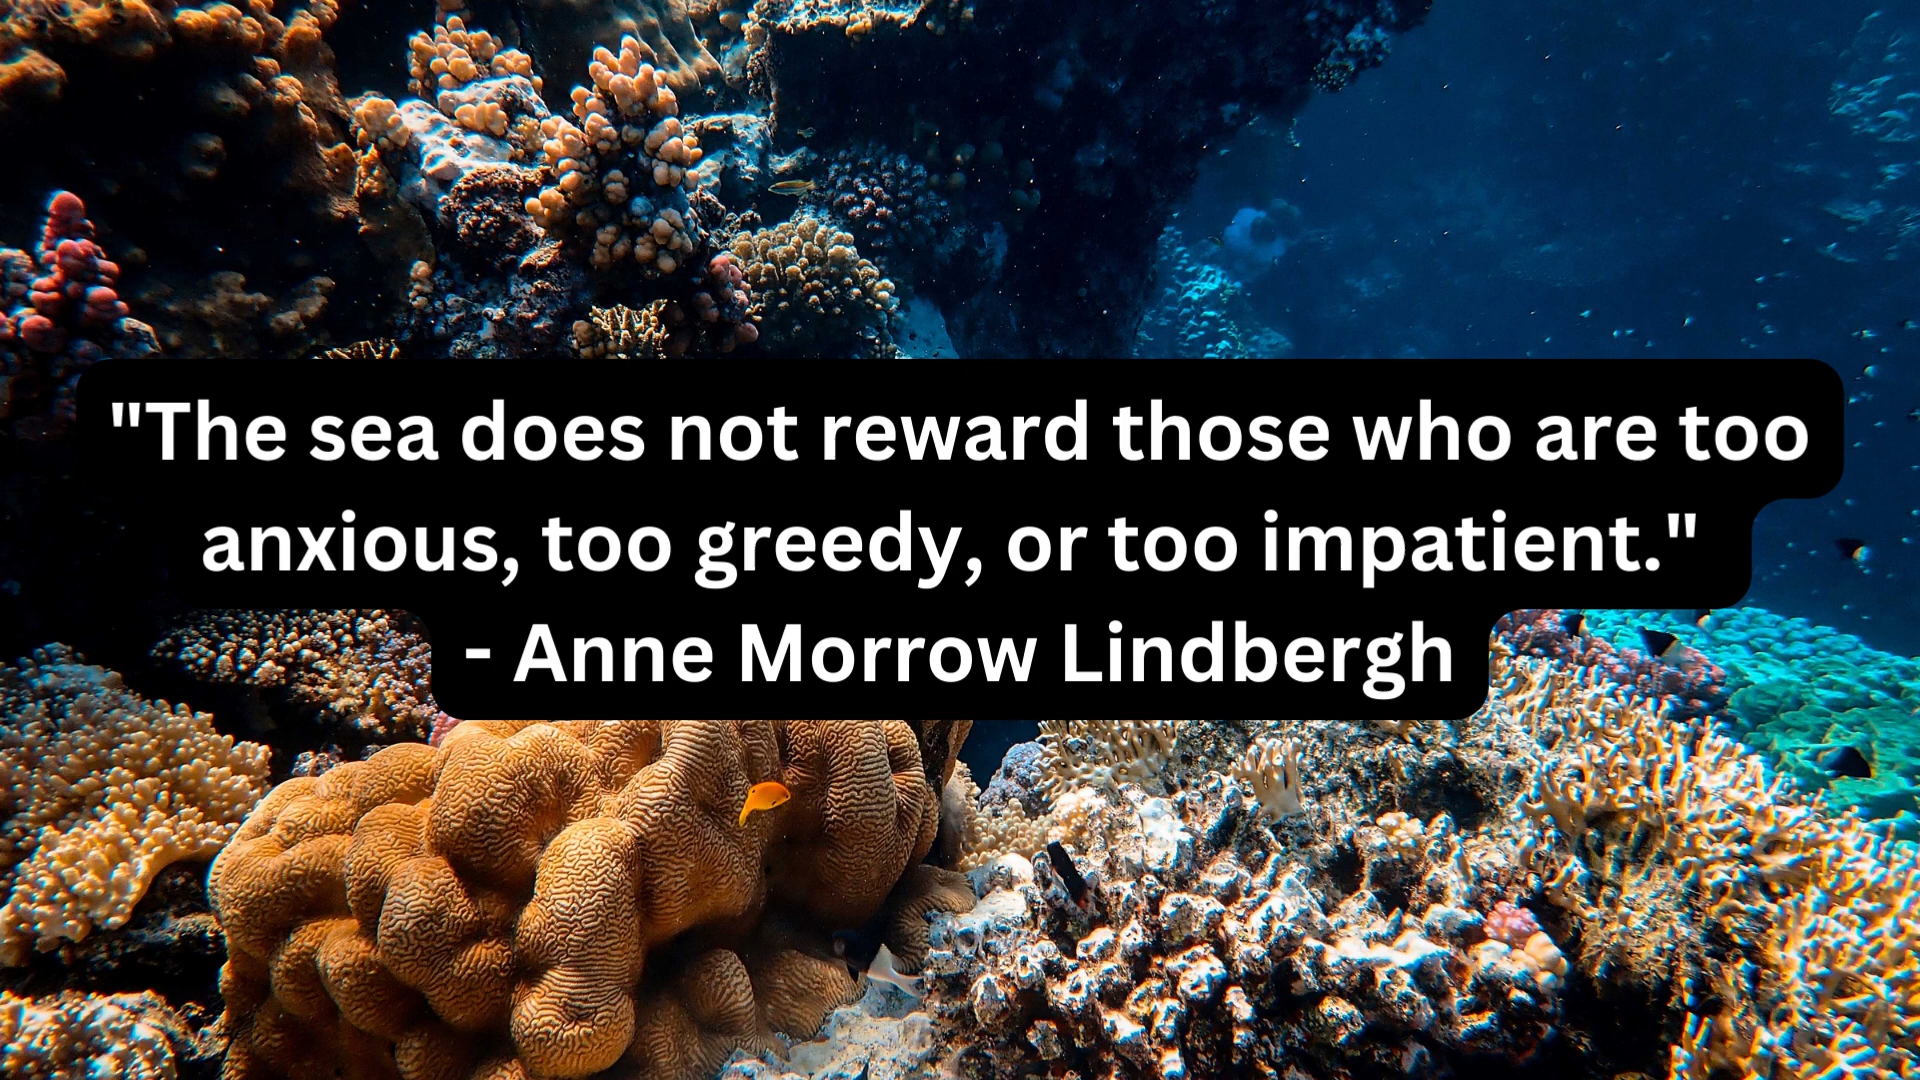 "The sea does not reward those who are too
anxious, too greedy, or too impatient."
- Anne Morrow Lindbergh